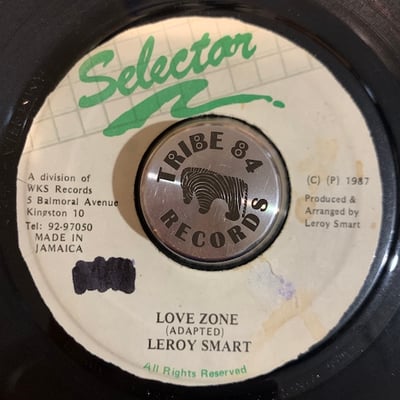 Selector
A division of
WKS Records
5 Balmoral Avenue
Kingston 10
Tel: 92-97050
MADE IN
JAMAICA
TRIBE 84
RECORDS
(C) (P) 1987
Produced &
Arranged by
Leroy Smart
LOVE ZONE
(ADAPTED)
LEROY SMART
All Rights Reserved